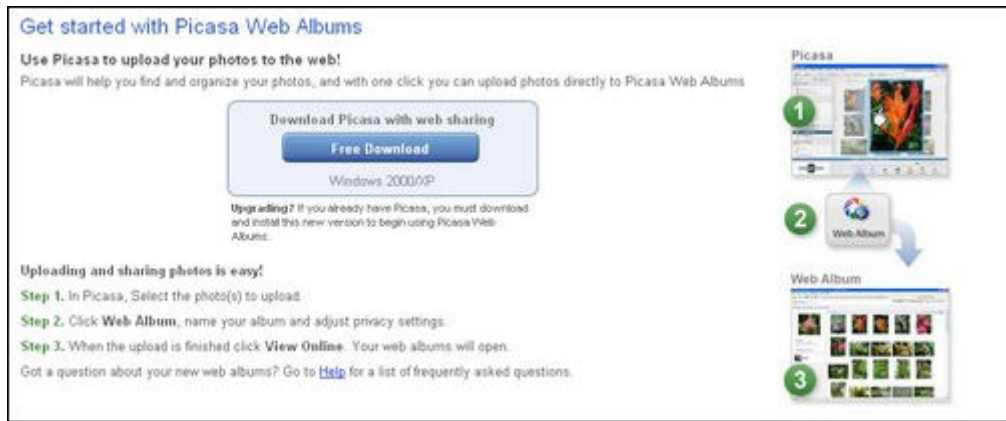 Get started with Picasa Web Albums
Use Picasa to upload your photos to the web!
Picasa will help you find and organize your photos, and with one click you can upload photos directly to Picasa Web Albums
Download Picasa with web sharing
Free Download
Windows 2000/XP
Upgrading? If you already have Picasa, you must download
and install this new version to begin using Picasa Web
Albums.
Uploading and sharing photos is easy!
Step 1. In Picasa, Select the photo(s) to upload.
Step 2. Click Web Album, name your album and adjust privacy settings.
Step 3. When the upload is finished click View Online. Your web albums will open.
Got a question about your new web albums? Go to Help for a list of frequently asked questions.
Picasa
1
2
Web Album
Web Album
3